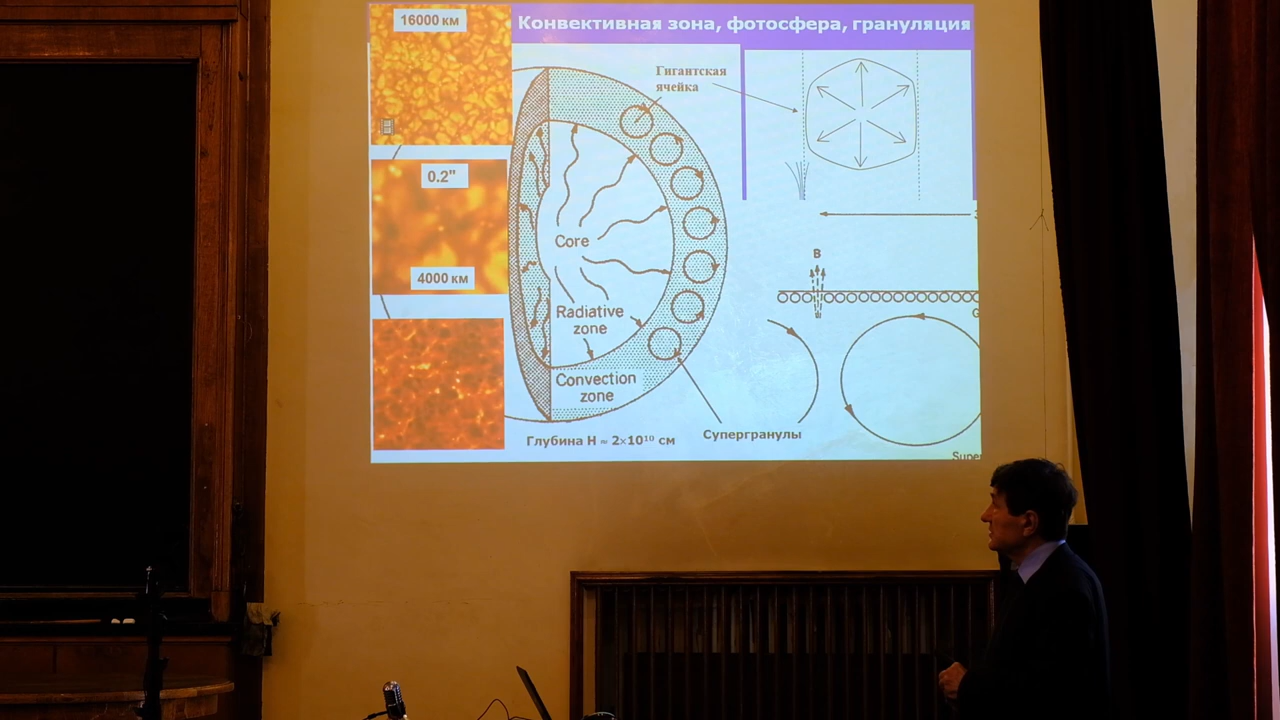 Конвективная зона, фотосфера, грануляция
16000 км
0.2"
4000 км
Гигантская
ячейка
Core
Radiative
zone
Convection
zone
Глубина H ≈ 2×10¹⁰ см
Супергранулы
B
G
Supe